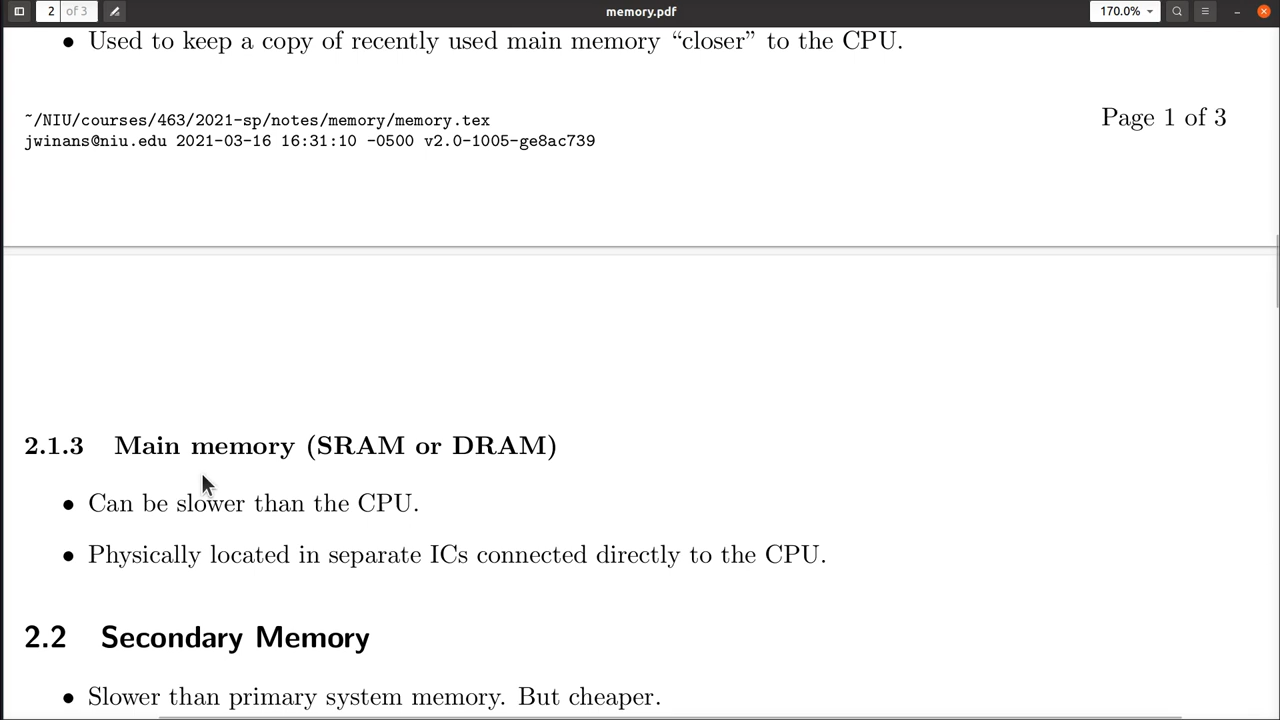 2 of 3
memory.pdf
170.0%
• Used to keep a copy of recently used main memory “closer” to the CPU.
~/NIU/courses/463/2021-sp/notes/memory/memory.tex
jwinans@niu.edu 2021-03-16 16:31:10 -0500 v2.0-1005-ge8ac739
Page 1 of 3
2.1.3 Main memory (SRAM or DRAM)
• Can be slower than the CPU.
• Physically located in separate ICs connected directly to the CPU.
2.2 Secondary Memory
• Slower than primary system memory. But cheaper.